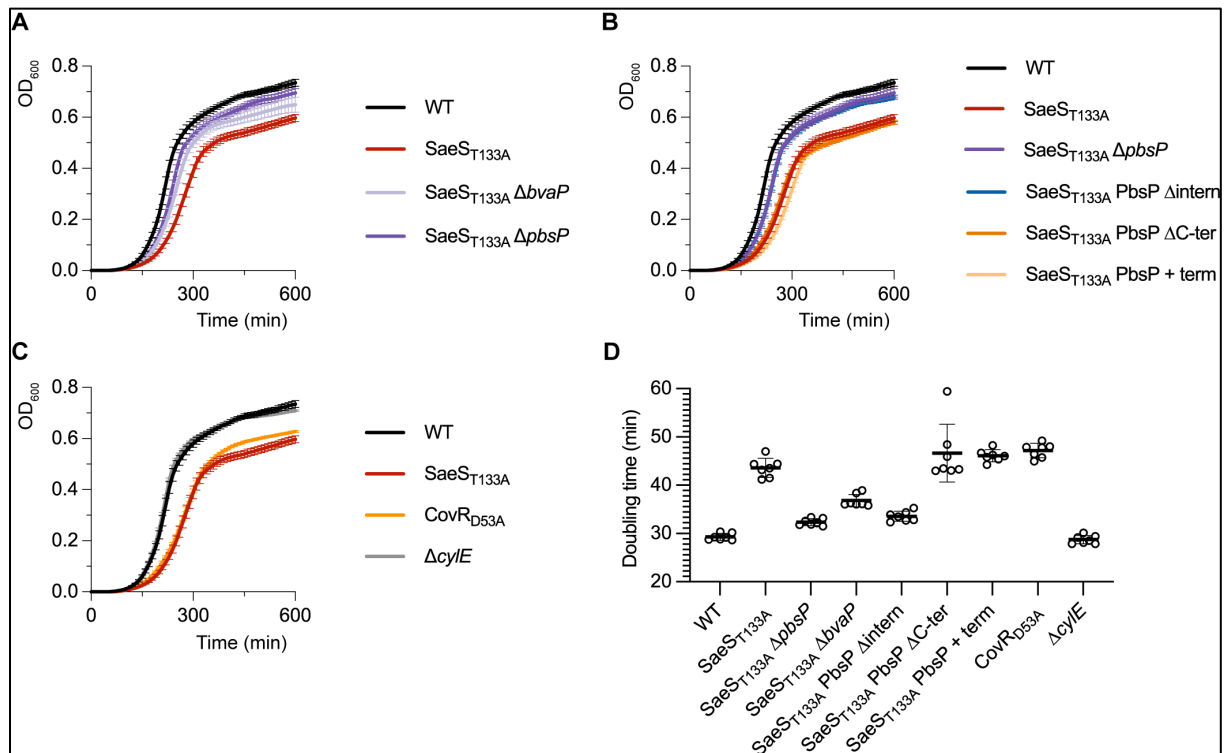 A
OD600
0.8
0.6
0.4
0.2
0.0
0
300
600
Time (min)
WT
SaeST133A
SaeST133A ΔbvaP
SaeST133A ΔpbsP
B
OD600
0.8
0.6
0.4
0.2
0.0
0
300
600
Time (min)
WT
SaeST133A
SaeST133A ΔpbsP
SaeST133A PbsP Δintern
SaeST133A PbsP ΔC-ter
SaeST133A PbsP + term
C
OD600
0.8
0.6
0.4
0.2
0.0
0
300
600
Time (min)
WT
SaeST133A
CovRD53A
ΔcylE
D
Doubling time (min)
60
50
40
30
20
WT
SaeST133A
SaeST133A ΔpbsP
SaeST133A ΔbvaP
SaeST133A PbsP Δintern
SaeST133A PbsP ΔC-ter
SaeST133A PbsP + term
CovRD53A
ΔcylE